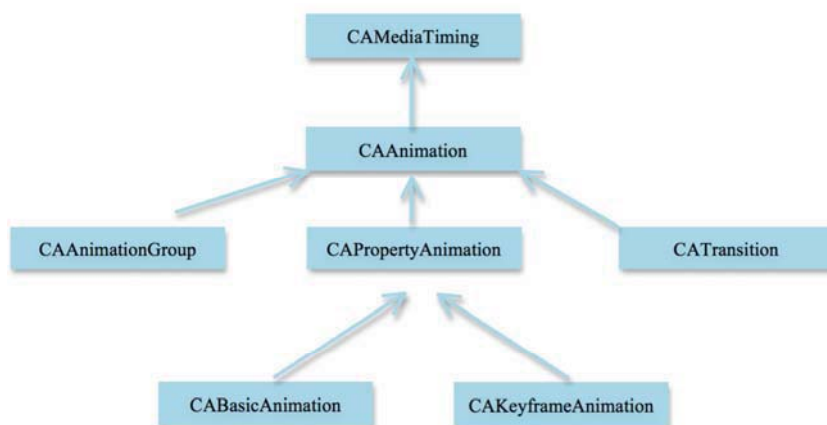 CAMediaTiming
CAAnimation
CAAnimationGroup
CAPropertyAnimation
CATransition
CABasicAnimation
CAKeyframeAnimation